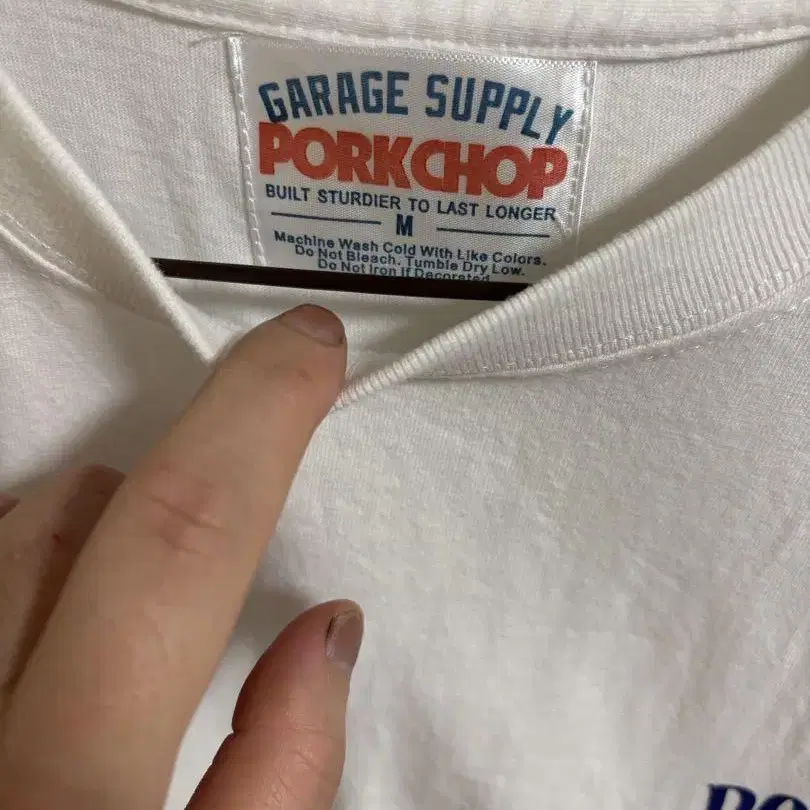 GARAGE SUPPLY
PORKCHOP
BUILT STURDIER TO LAST LONGER
M
Machine Wash Cold With Like Colors.
Do Not Bleach. Tumble Dry Low.
Do Not Iron If Decorated